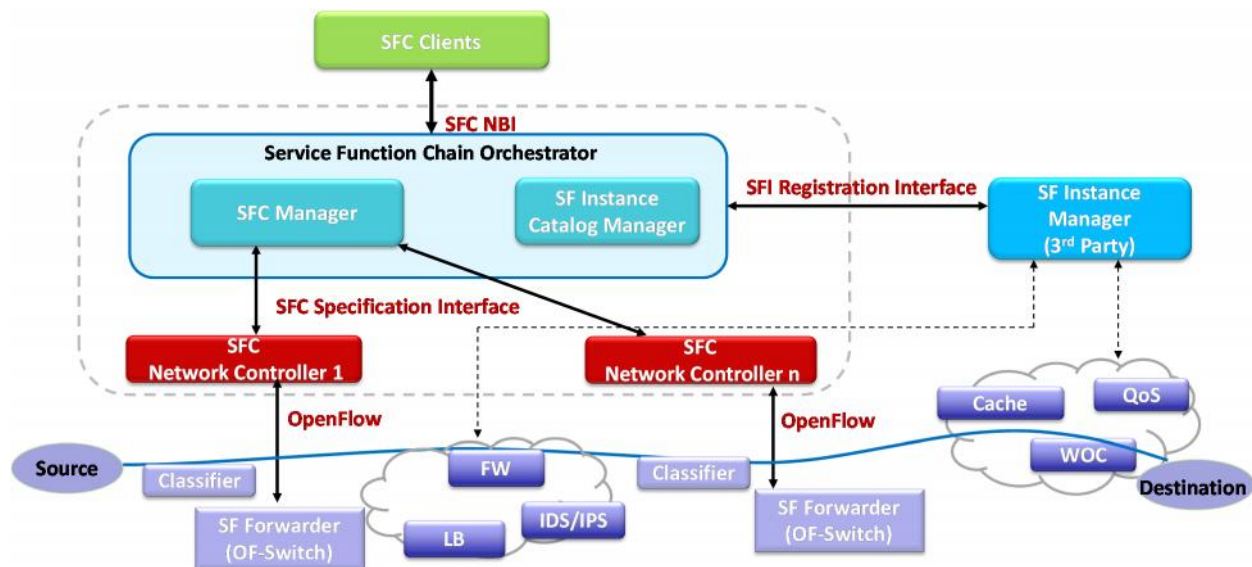 SFC Clients
SFC NBI
Service Function Chain Orchestrator
SFC Manager
SF Instance
Catalog Manager
SFI Registration Interface
SF Instance
Manager
(3rd Party)
SFC Specification Interface
SFC
Network Controller 1
SFC
Network Controller n
OpenFlow
OpenFlow
Cache
QoS
Source
Classifier
FW
Classifier
WOC
Destination
SF Forwarder
(OF-Switch)
LB
IDS/IPS
SF Forwarder
(OF-Switch)